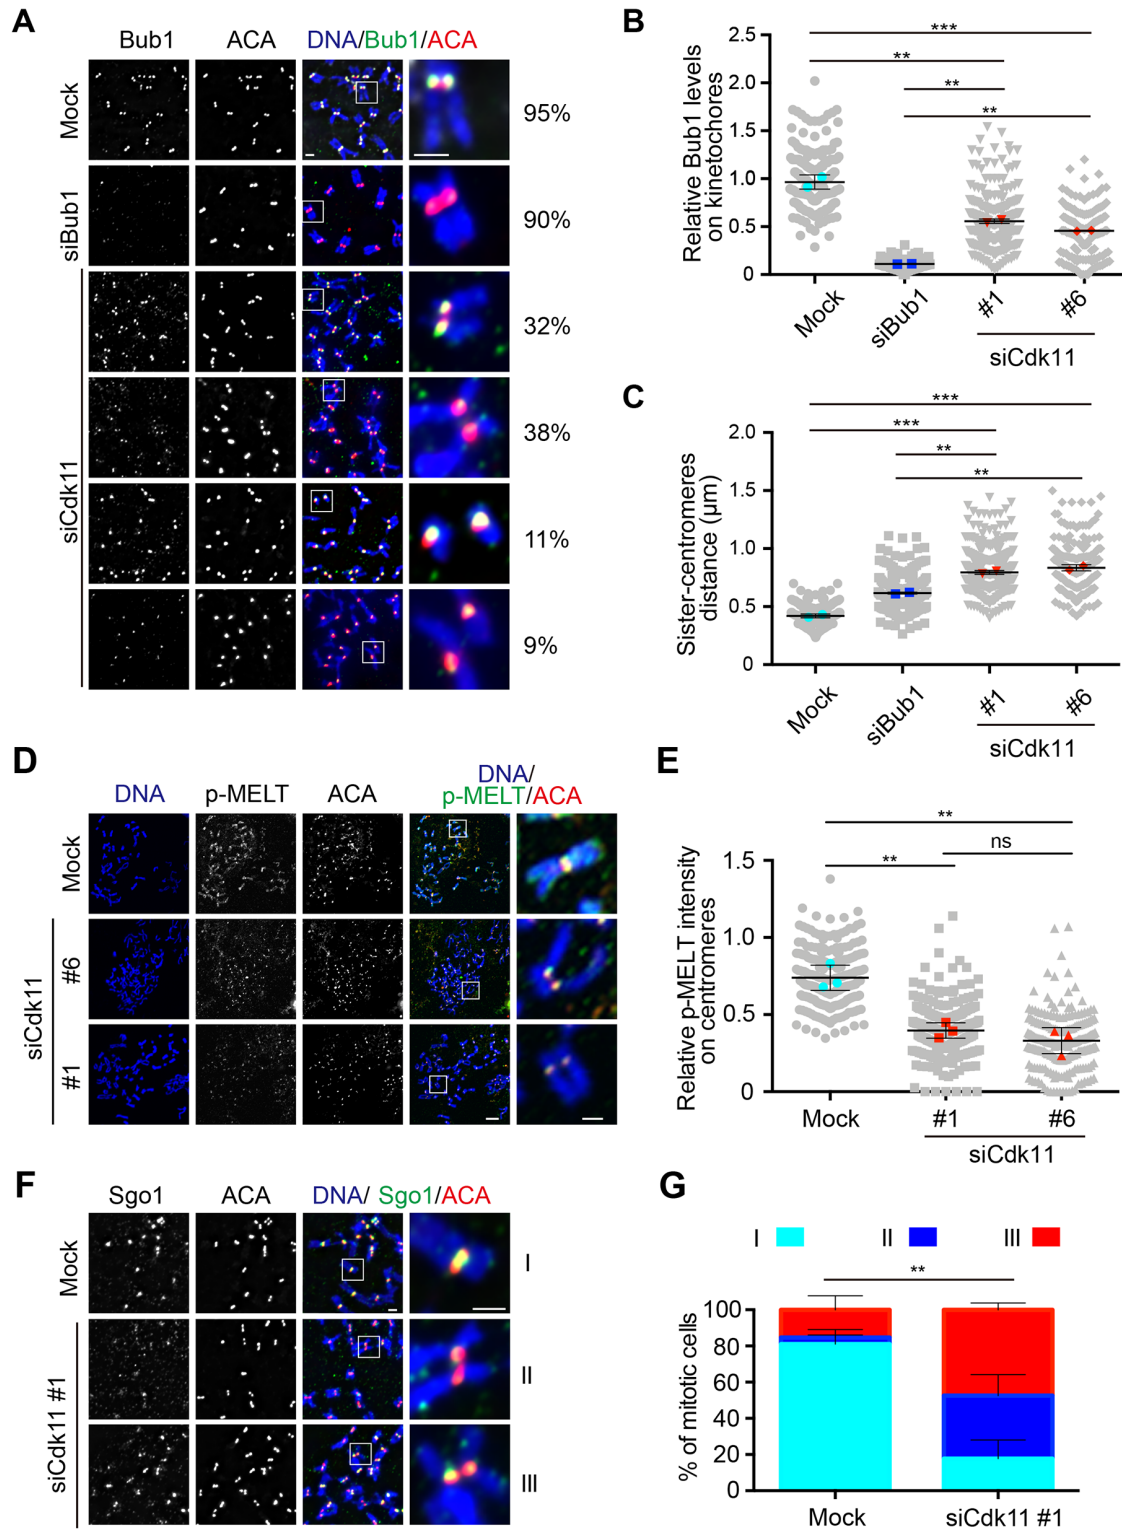 A
Bub1 ACA DNA/Bub1/ACA
Mock
95%
siBub1
90%
siCdk11
32%
38%
11%
9%
B
Relative Bub1 levels
on kinetochores
2.5
2.0
1.5
1.0
0.5
0
***
**
**
**
Mock siBub1 #1 #6
siCdk11
C
Sister-centromeres
distance (µm)
2.0
1.5
1.0
0.5
0
***
***
**
**
Mock siBub1 #1 #6
siCdk11
D
DNA p-MELT ACA DNA/
p-MELT/ACA
Mock
siCdk11
#6
#1
E
Relative p-MELT intensity
on centromeres
1.5
1.0
0.5
0
**
ns
**
Mock #1 #6
siCdk11
F
Sgo1 ACA DNA/ Sgo1/ACA
Mock
I
siCdk11 #1
II
III
G
I II III
**
% of mitotic cells
100
80
60
40
20
0
Mock siCdk11 #1